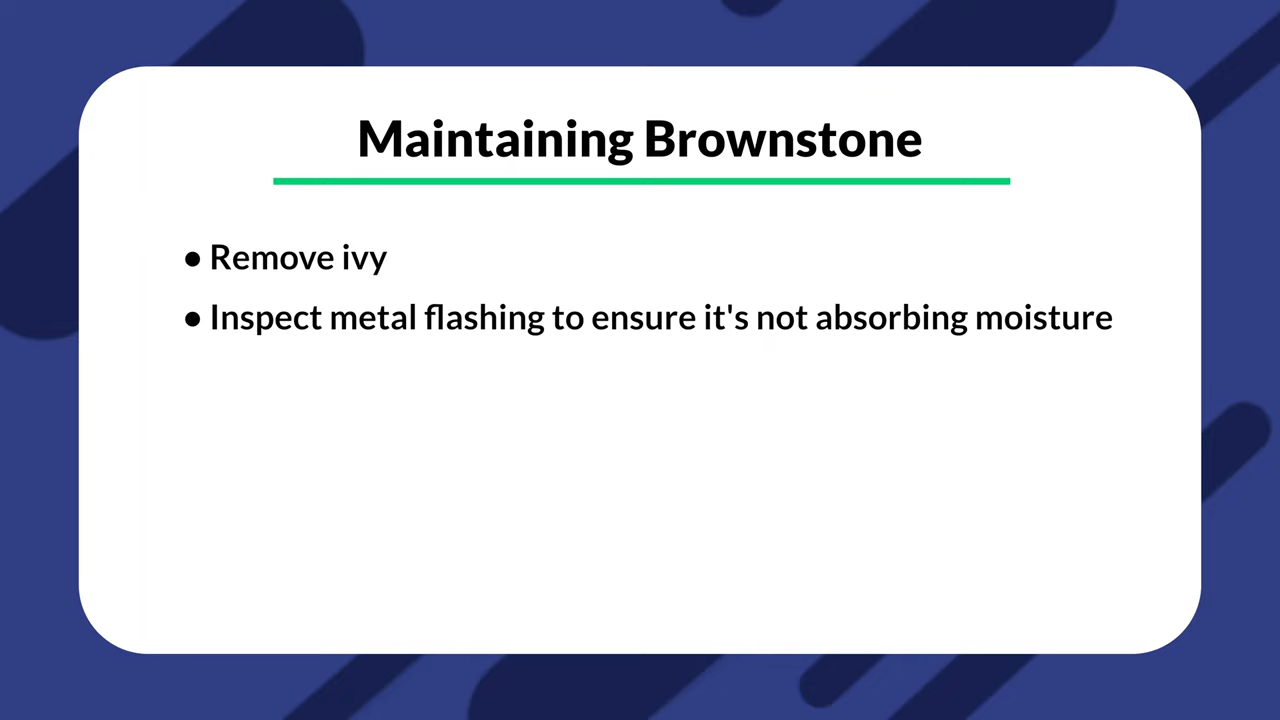 Maintaining Brownstone
• Remove ivy
• Inspect metal flashing to ensure it's not absorbing moisture